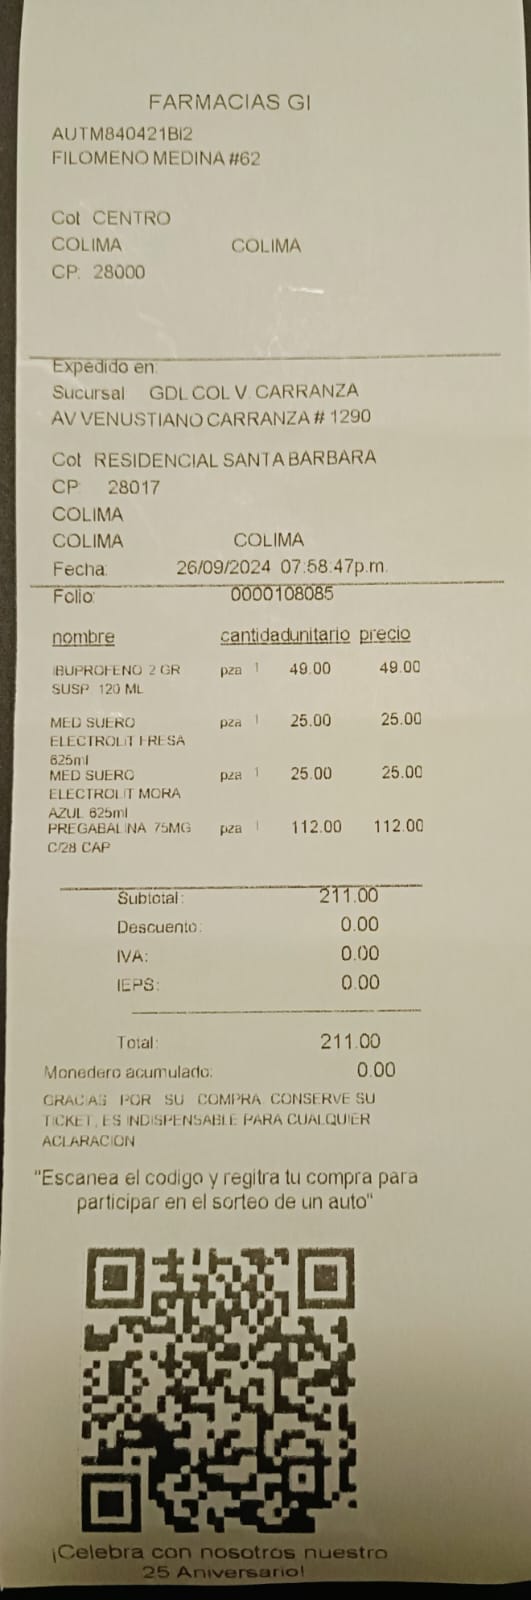 FARMACIAS GI
AUTM840421BI2
FILOMENO MEDINA #62
Col CENTRO
COLIMA COLIMA
CP: 28000
Expedido en:
Sucursal GDL COL V. CARRANZA
AV VENUSTIANO CARRANZA # 1290
Col RESIDENCIAL SANTA BARBARA
CP 28017
COLIMA
COLIMA COLIMA
Fecha: 26/09/2024 07:58:47p.m.
Folio: 0000108085
nombre cantidadunitario precio
IBUPROFENO 2 GR pza 1 49.00 49.00
SUSP 120 ML
MED SUERO pza 1 25.00 25.00
ELECTROLIT FRESA
625ml
MED SUERO pza 1 25.00 25.00
ELECTROLIT MORA
AZUL 625ml
PREGABALINA 75MG pza 1 112.00 112.00
C/28 CAP
Subtotal: 211.00
Descuento: 0.00
IVA: 0.00
IEPS: 0.00
Total: 211.00
Monedero acumulado: 0.00
GRACIAS POR SU COMPRA CONSERVE SU
TICKET, ES INDISPENSABLE PARA CUALQUIER
ACLARACION
"Escanea el codigo y regitra tu compra para
participar en el sorteo de un auto"
¡Celebra con nosotros nuestro
25 Aniversario!